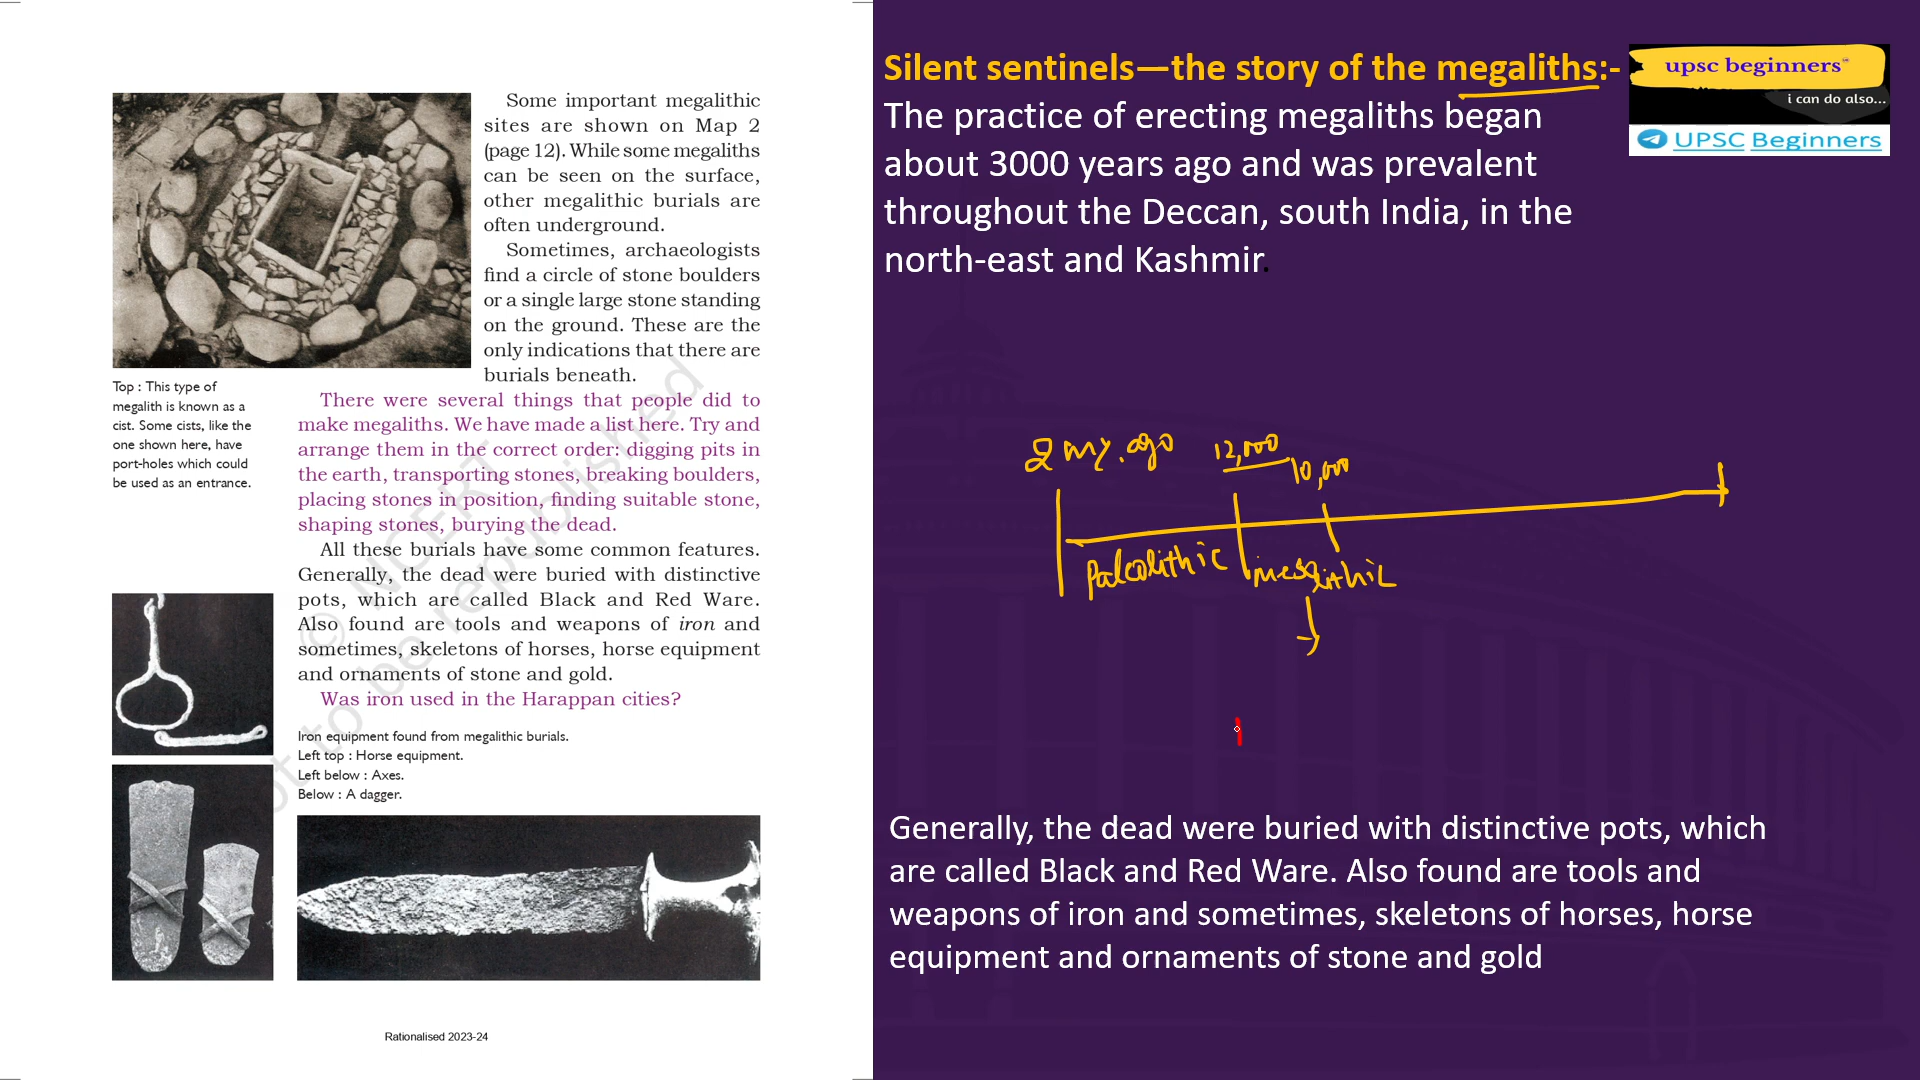 Some important megalithic
sites are shown on Map 2
(page 12). While some megaliths
can be seen on the surface,
other megalithic burials are
often underground.
Sometimes, archaeologists
find a circle of stone boulders
or a single large stone standing
on the ground. These are the
only indications that there are
burials beneath.
Top : This type of
megalith is known as a
cist. Some cists, like the
one shown here, have
port-holes which could
be used as an entrance.
There were several things that people did to
make megaliths. We have made a list here. Try and
arrange them in the correct order: digging pits in
the earth, transporting stones, breaking boulders,
placing stones in position, finding suitable stone,
shaping stones, burying the dead.
All these burials have some common features.
Generally, the dead were buried with distinctive
pots, which are called Black and Red Ware.
Also found are tools and weapons of iron and
sometimes, skeletons of horses, horse equipment
and ornaments of stone and gold.
Was iron used in the Harappan cities?
Iron equipment found from megalithic burials.
Left top : Horse equipment.
Left below : Axes.
Below : A dagger.
Rationalised 2023-24
© NCERT
not to be republished
Silent sentinels—the story of the megaliths:-
The practice of erecting megaliths began
about 3000 years ago and was prevalent
throughout the Deccan, south India, in the
north-east and Kashmir.
upsc beginners
i can do also...
UPSC Beginners
2 my. ago 12,000
10,000
Palcolithic mesolithic
Generally, the dead were buried with distinctive pots, which
are called Black and Red Ware. Also found are tools and
weapons of iron and sometimes, skeletons of horses, horse
equipment and ornaments of stone and gold